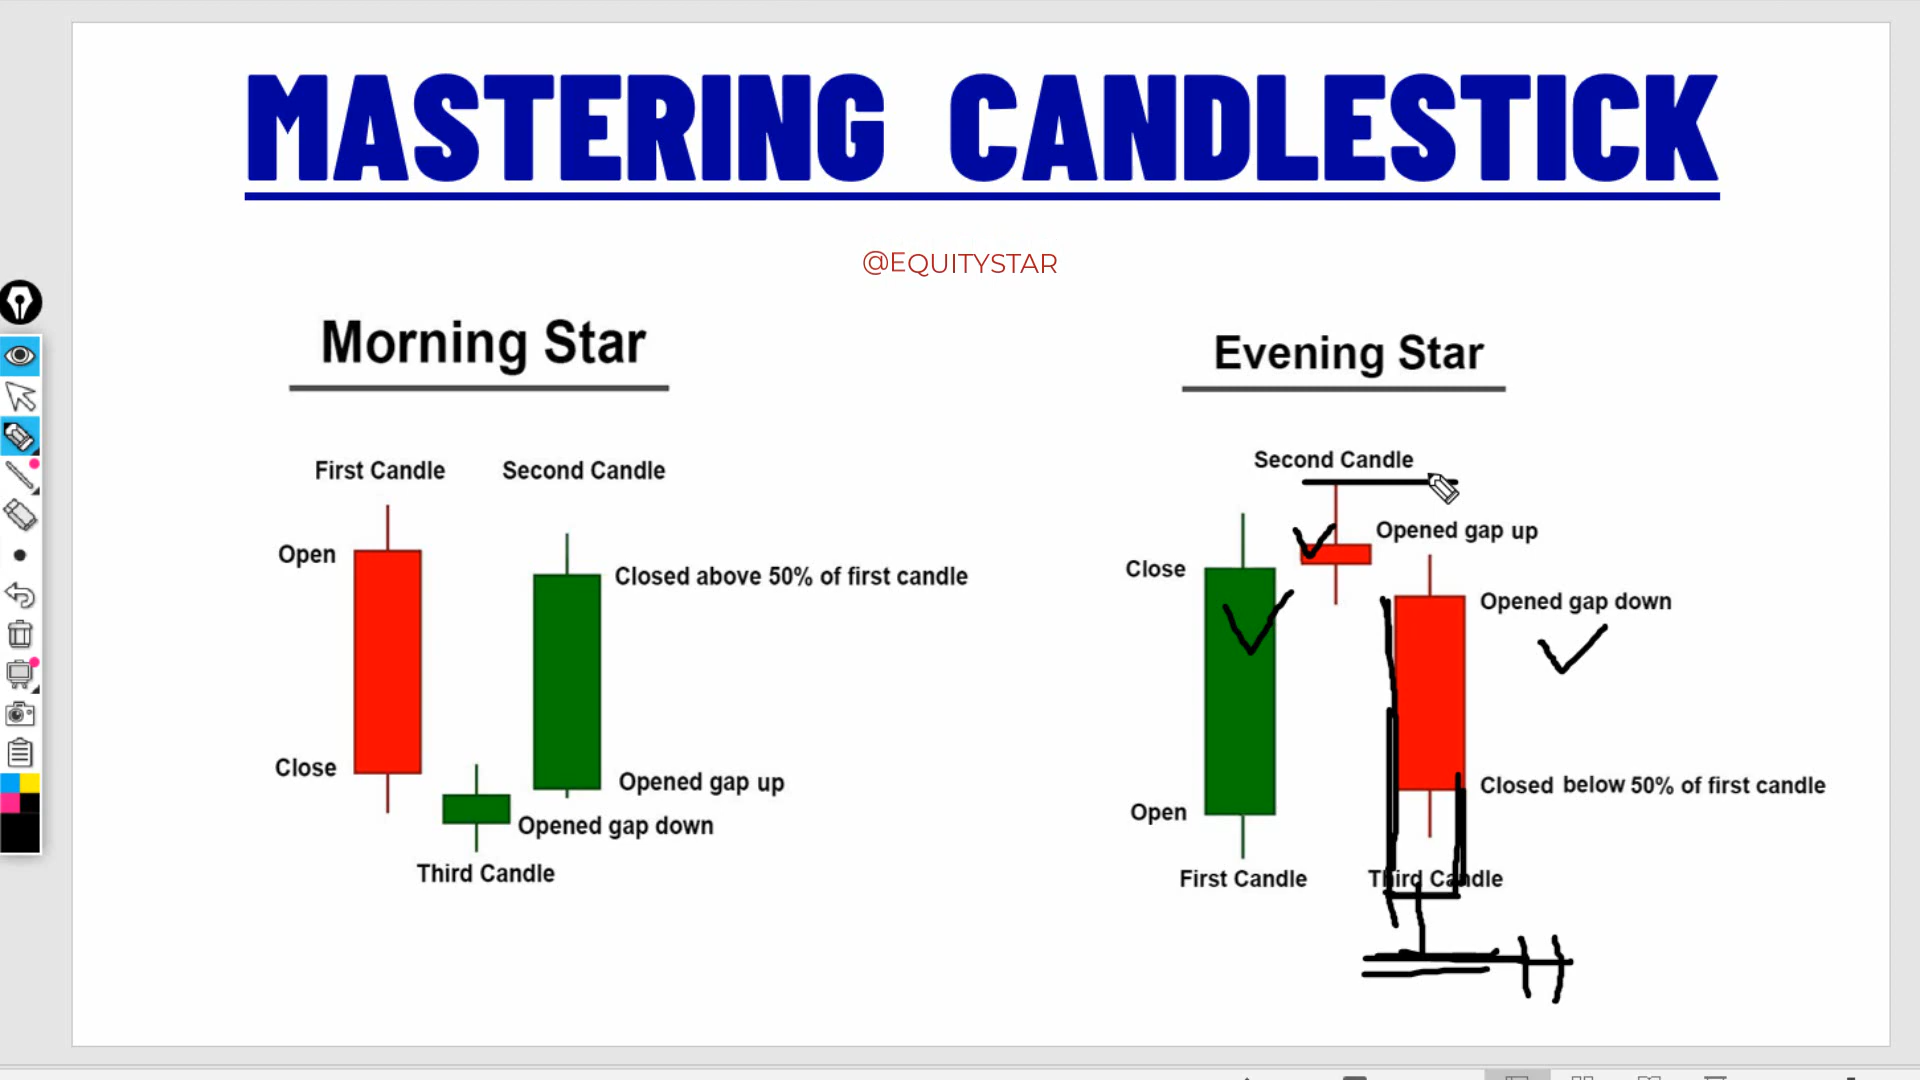 MASTERING CANDLESTICK
@EQUITYSTAR
Morning Star
First Candle
Second Candle
Open
Closed above 50% of first candle
Close
Opened gap up
Opened gap down
Third Candle
Evening Star
Second Candle
Opened gap up
Close
Opened gap down
Closed below 50% of first candle
Open
First Candle
Third Candle